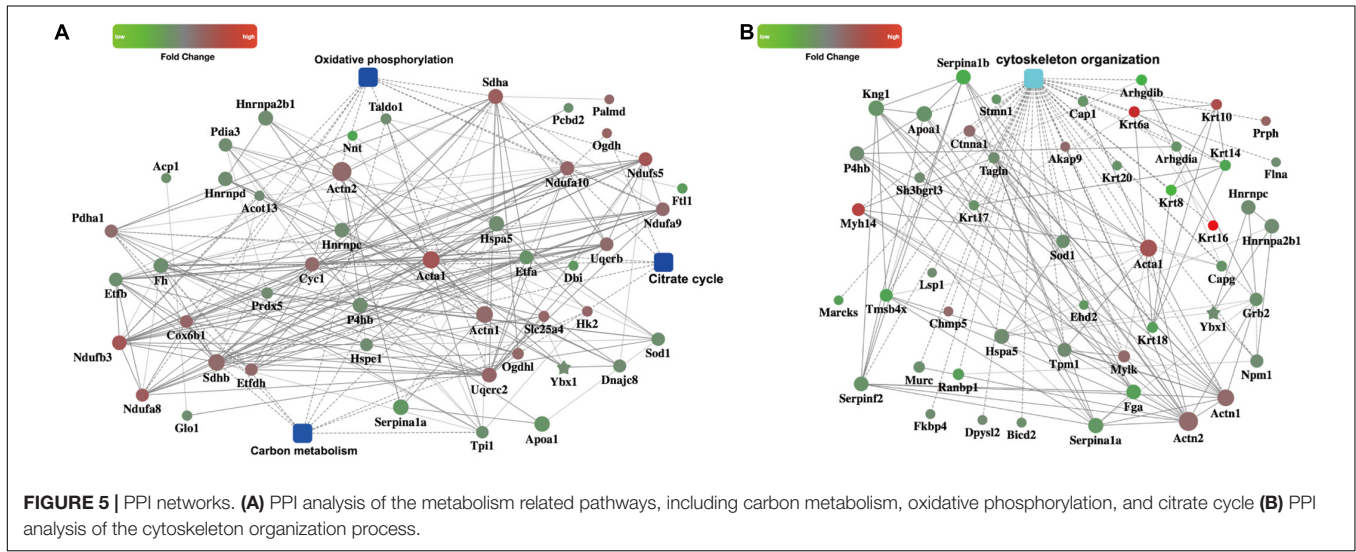 A
low
high
Fold Change
Oxidative phosphorylation
Sdha
Hnrnpa2b1
Taldo1
Pcbd2
Palmd
Pdia3
Nnt
Ogdh
Acp1
Actn2
Ndufs5
Hnrnpd
Ndufa10
Acot13
Ftl1
Pdha1
Ndufa9
Hnrnpc
Hspa5
Uqcrb
Fh
Cyc1
Acta1
Etfa
Dbi
Citrate cycle
Etfb
Prdx5
P4hb
Actn1
Slc25a4
Hk2
Cox6b1
Ndufb3
Hspe1
Sod1
Sdhb
Etfdh
Ogdhl
Ybx1
Dnajc8
Uqcrc2
Ndufa8
Glo1
Serpina1a
Carbon metabolism
Tpi1
Apoa1
B
low
high
Fold Change
cytoskeleton organization
Serpina1b
Arhgdib
Kng1
Stmn1
Cap1
Krt6a
Krt10
Apoa1
Ctnna1
Prph
P4hb
Akap9
Arhgdia
Krt14
Tagln
Flna
Sh3bgrl3
Krt20
Krt8
Hnrnpc
Myh14
Krt17
Krt16
Hnrnpa2b1
Sod1
Acta1
Capg
Lsp1
Marcks
Tmsb4x
Ehd2
Ybx1
Grb2
Chmp5
Krt18
Hspa5
Tpm1
Mylk
Npm1
Murc
Ranbp1
Serpinf2
Fga
Actn1
Fkbp4
Dpysl2
Bicd2
Serpina1a
Actn2
FIGURE 5 | PPI networks. (A) PPI analysis of the metabolism related pathways, including carbon metabolism, oxidative phosphorylation, and citrate cycle (B) PPI
analysis of the cytoskeleton organization process.